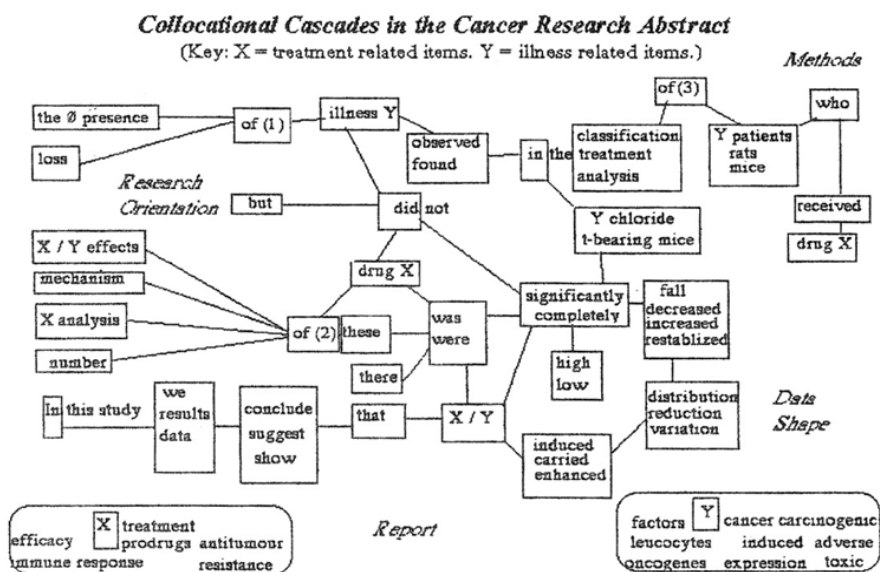 Collocational Cascades in the Cancer Research Abstract
(Key: X = treatment related items. Y = illness related items.)
Methods
of (3)
who
the Ø presence
of (1)
illness Y
loss
observed
found
in the
classification
treatment
analysis
Y patients
rats
mice
Research
Orientation
but
did not
received
drug X
Y chloride
t-bearing mice
X / Y effects
mechanism
X analysis
number
drug X
of (2) these
was
were
there
significantly
completely
high
low
fall
decreased
increased
restablized
In this study
we
results
data
conclude
suggest
show
that
X / Y
induced
carried
enhanced
distribution
reduction
variation
Data
Shape
Report
X treatment
efficacy prodrugs antitumour
immune response resistance
factors Y cancer carcinogenic
leucocytes induced adverse
oncogenes expression toxic